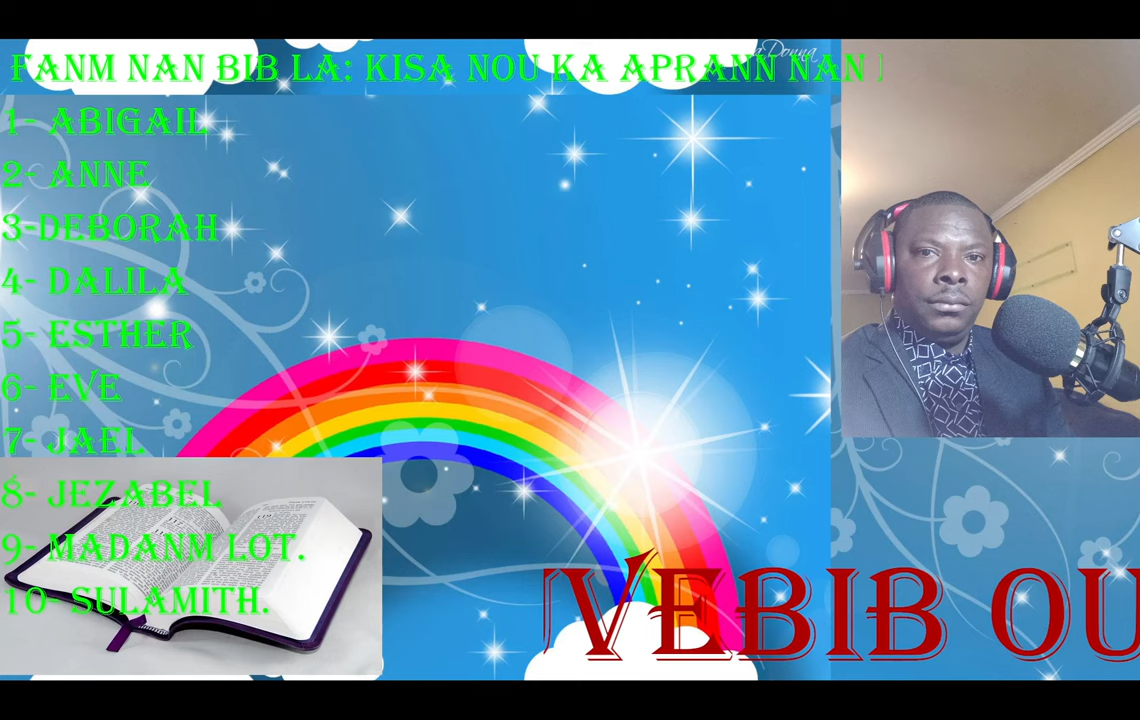 FANM NAN BIB LA: KISA NOU KA APRANN NAN
1- ABIGAIL
2- ANNE
3-DEBORAH
4- DALILA
5- ESTHER
6- EVE
7- JAEL
8- JEZABEL
9- MADANM LOT.
10- SULAMITH.
VEBIB OU